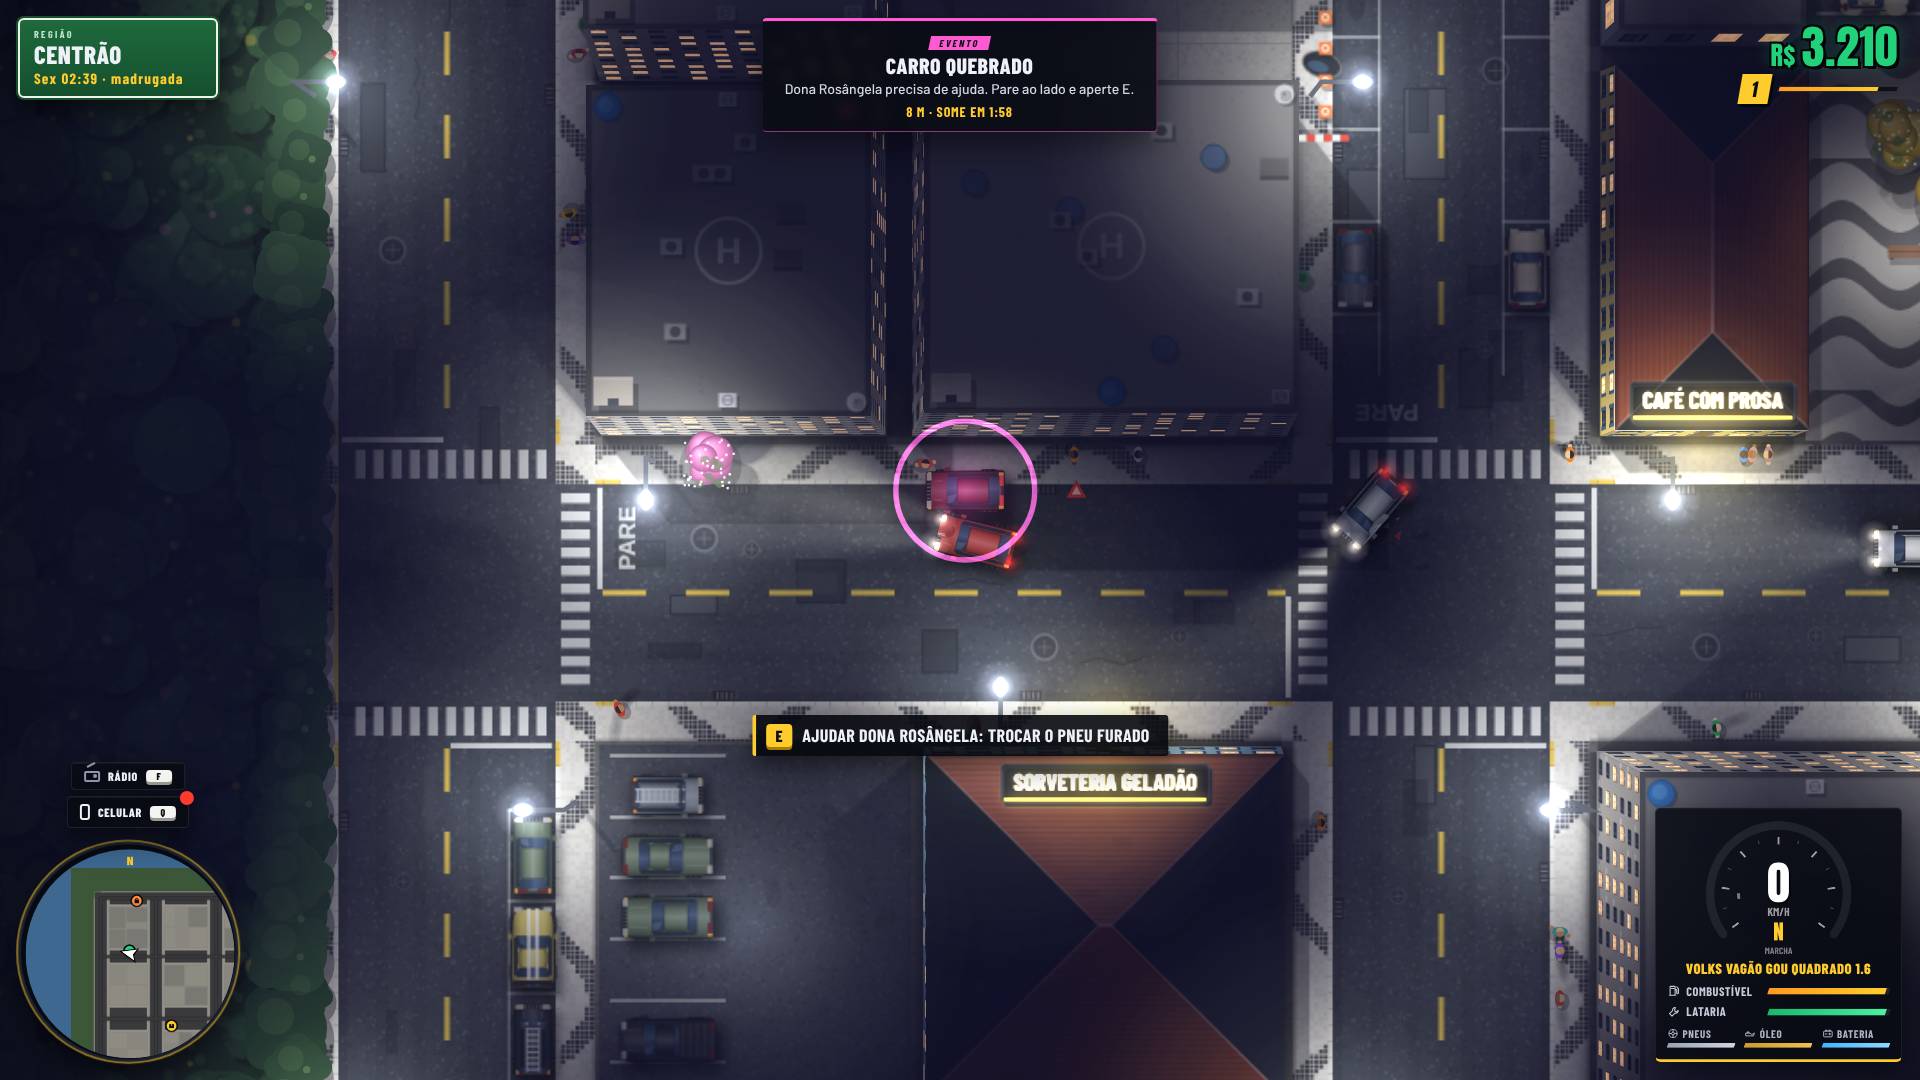 REGIÃO
CENTRÃO
Sex 02:39 · madrugada
EVENTO
CARRO QUEBRADO
Dona Rosângela precisa de ajuda. Pare ao lado e aperte E.
8 M · SOME EM 1:58
R$ 3.210
1
H
H
CAFÉ COM PROSA
PARE
PARE
E AJUDAR DONA ROSÂNGELA: TROCAR O PNEU FURADO
SORVETERIA GELADÃO
RÁDIO F
CELULAR Q
N
0
KM/H
N
MARCHA
VOLKS VAGÃO GOU QUADRADO 1.6
COMBUSTÍVEL
LATARIA
PNEUS ÓLEO BATERIA